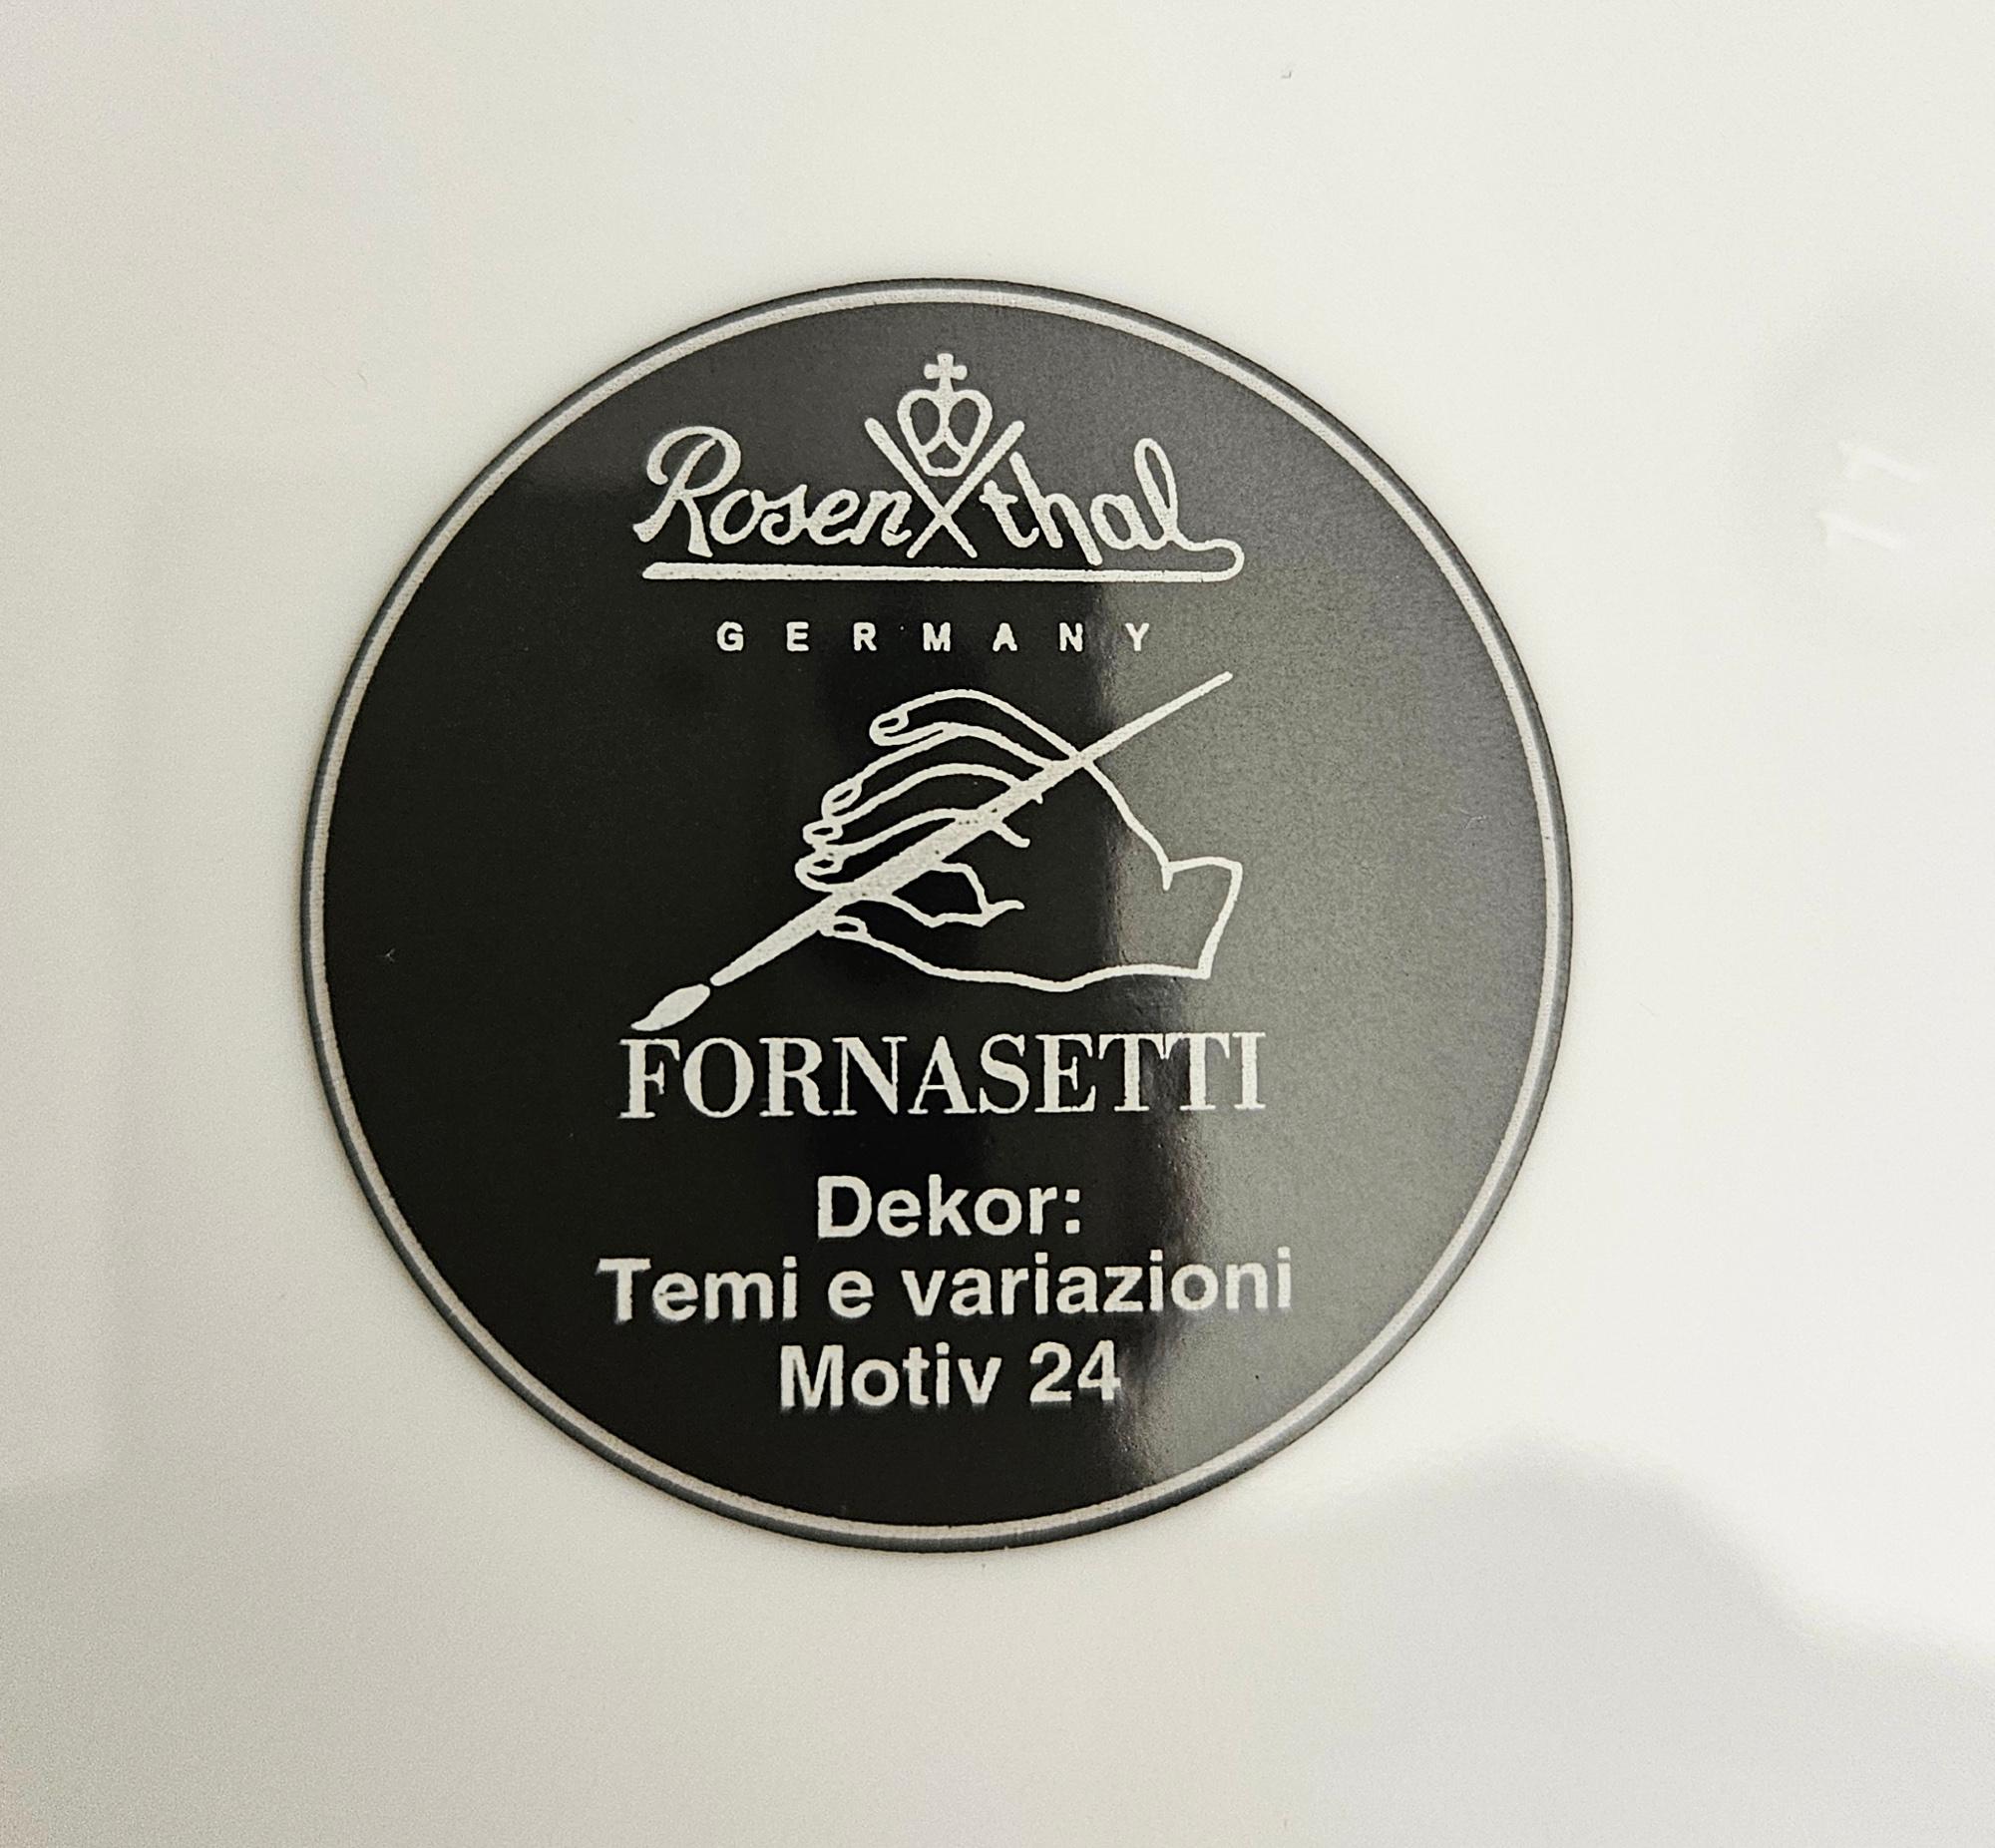 Rosenthal
GERMANY
FORNASETTI
Dekor:
Temi e variazioni
Motiv 24